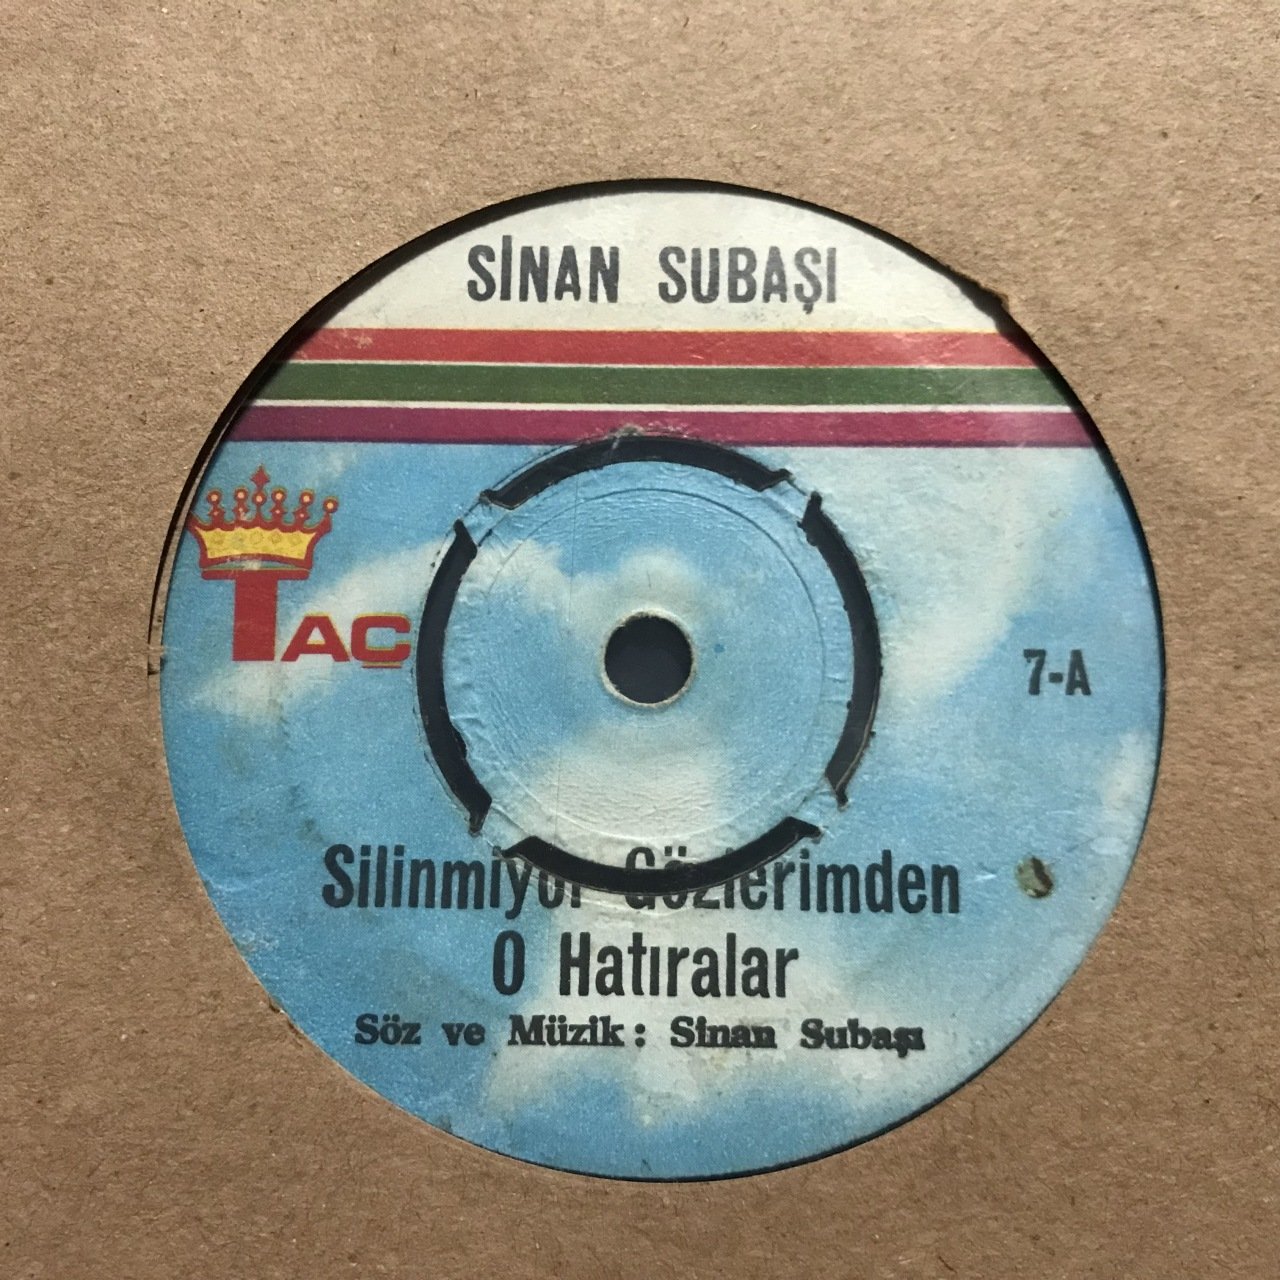 SİNAN SUBAŞI
TAÇ
7-A
Silinmiyor Gözlerimden
O Hatıralar
Söz ve Müzik: Sinan Subaşı